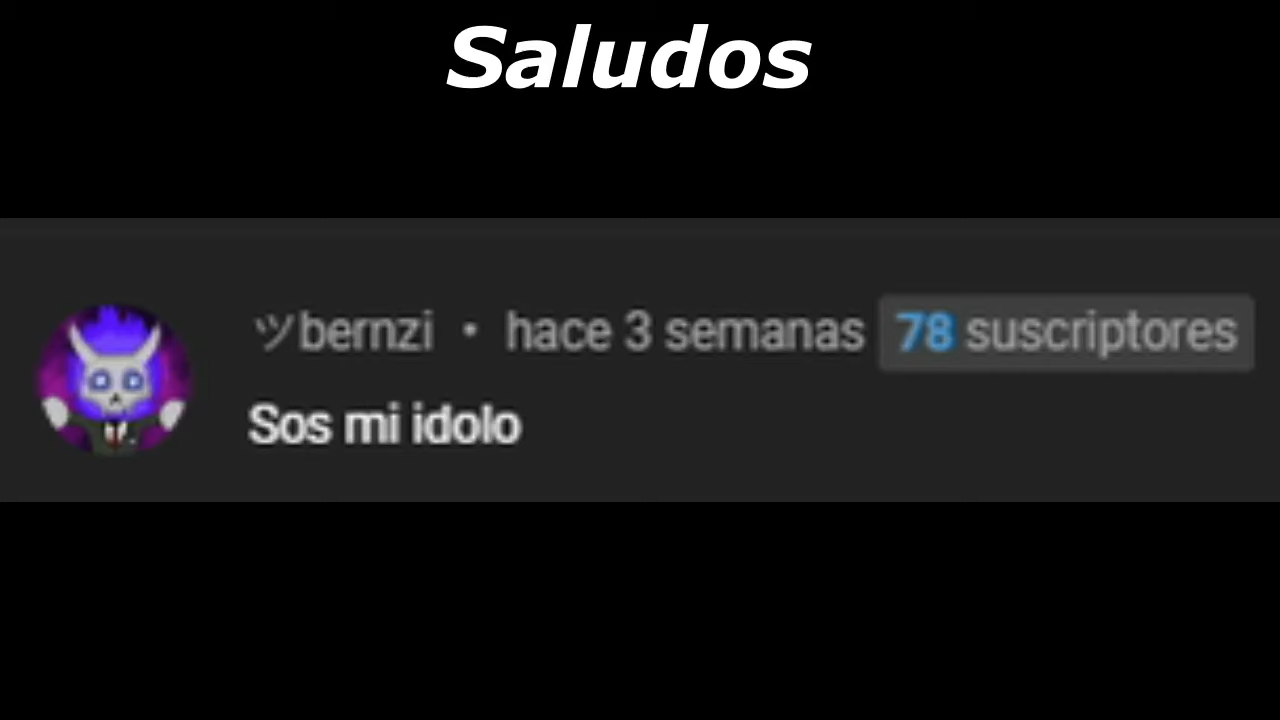 Saludos
ツbernzi • hace 3 semanas 78 suscriptores
Sos mi idolo